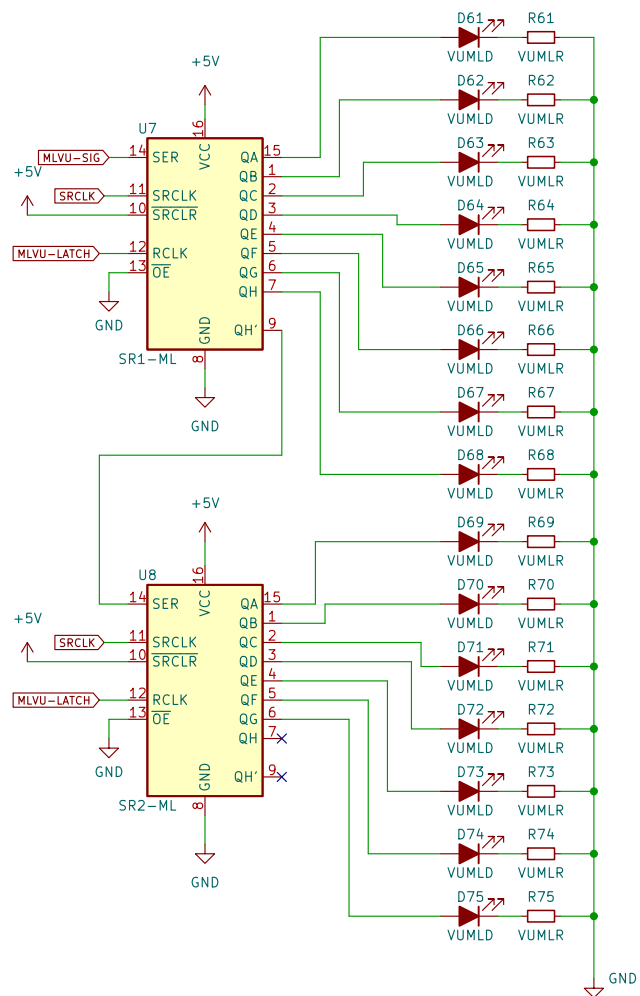 D61 R61
VUMLD VUMLR
+5V
D62 R62
VUMLD VUMLR
U7
16
VCC
MLVU-SIG 14 SER QA 15
QB 1
D63 R63
VUMLD VUMLR
+5V
SRCLK 11 SRCLK QC 2
10 SRCLR QD 3
D64 R64
VUMLD VUMLR
QE 4
MLVU-LATCH 12 RCLK QF 5
13 OE QG 6
D65 R65
VUMLD VUMLR
QH 7
GND
GND QH' 9
D66 R66
VUMLD VUMLR
SR1-ML 8
GND
D67 R67
VUMLD VUMLR
D68 R68
VUMLD VUMLR
+5V
D69 R69
VUMLD VUMLR
U8
16
VCC
14 SER QA 15
D70 R70
VUMLD VUMLR
QB 1
+5V
SRCLK 11 SRCLK QC 2
10 SRCLR QD 3
D71 R71
VUMLD VUMLR
QE 4
MLVU-LATCH 12 RCLK QF 5
13 OE QG 6
D72 R72
VUMLD VUMLR
QH 7
GND
GND QH' 9
D73 R73
VUMLD VUMLR
SR2-ML 8
D74 R74
VUMLD VUMLR
GND
D75 R75
VUMLD VUMLR
GND